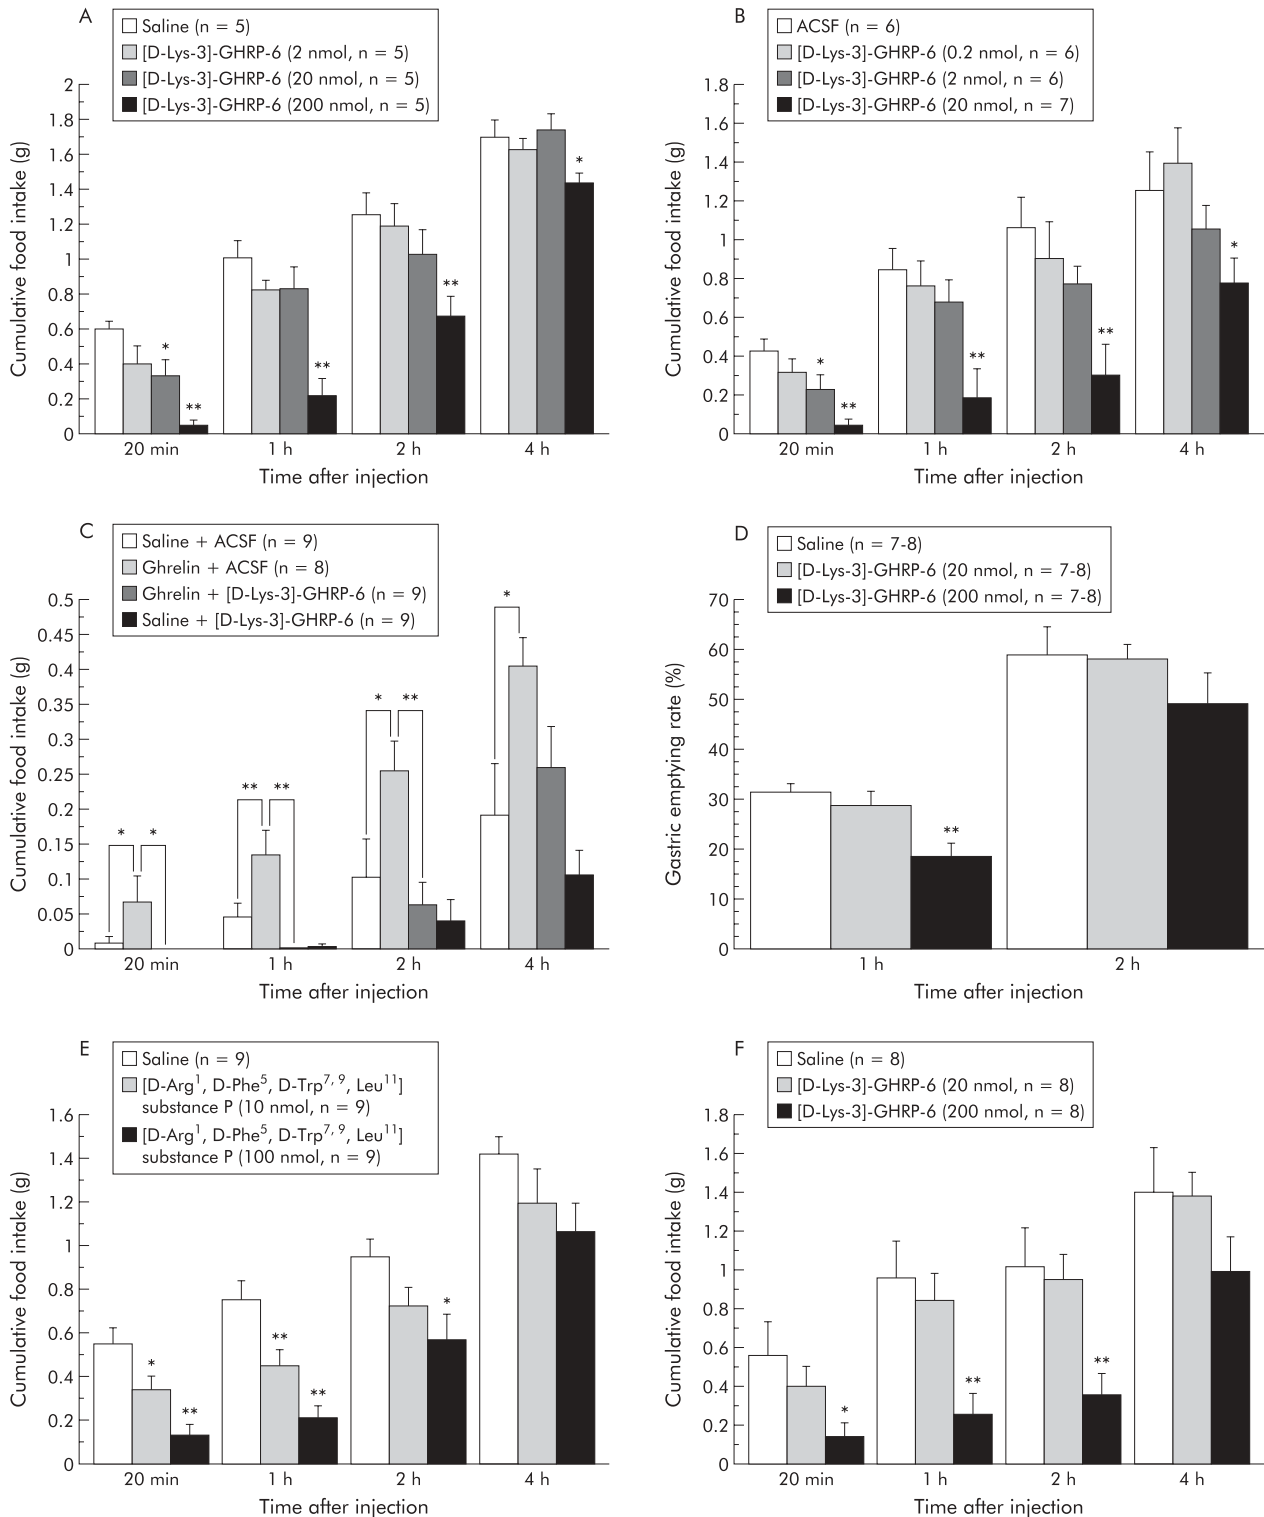 A
Saline (n = 5)
[D-Lys-3]-GHRP-6 (2 nmol, n = 5)
[D-Lys-3]-GHRP-6 (20 nmol, n = 5)
[D-Lys-3]-GHRP-6 (200 nmol, n = 5)
Cumulative food intake (g)
2
1.8
1.6
1.4
1.2
1
0.8
0.6
0.4
0.2
0
*
**
**
**
*
20 min
1 h
2 h
4 h
Time after injection
B
ACSF (n = 6)
[D-Lys-3]-GHRP-6 (0.2 nmol, n = 6)
[D-Lys-3]-GHRP-6 (2 nmol, n = 6)
[D-Lys-3]-GHRP-6 (20 nmol, n = 7)
Cumulative food intake (g)
1.8
1.6
1.4
1.2
1
0.8
0.6
0.4
0.2
0
*
**
**
**
*
20 min
1 h
2 h
4 h
Time after injection
C
Saline + ACSF (n = 9)
Ghrelin + ACSF (n = 8)
Ghrelin + [D-Lys-3]-GHRP-6 (n = 9)
Saline + [D-Lys-3]-GHRP-6 (n = 9)
Cumulative food intake (g)
0.5
0.45
0.4
0.35
0.3
0.25
0.2
0.15
0.1
0.05
0
* *
** **
* **
*
20 min
1 h
2 h
4 h
Time after injection
D
Saline (n = 7-8)
[D-Lys-3]-GHRP-6 (20 nmol, n = 7-8)
[D-Lys-3]-GHRP-6 (200 nmol, n = 7-8)
Gastric emptying rate (%)
70
60
50
40
30
20
10
0
**
1 h
2 h
Time after injection
E
Saline (n = 9)
[D-Arg¹, D-Phe⁵, D-Trp⁷,⁹, Leu¹¹]
substance P (10 nmol, n = 9)
[D-Arg¹, D-Phe⁵, D-Trp⁷,⁹, Leu¹¹]
substance P (100 nmol, n = 9)
Cumulative food intake (g)
1.6
1.4
1.2
1
0.8
0.6
0.4
0.2
0
*
**
**
**
*
20 min
1 h
2 h
4 h
Time after injection
F
Saline (n = 8)
[D-Lys-3]-GHRP-6 (20 nmol, n = 8)
[D-Lys-3]-GHRP-6 (200 nmol, n = 8)
Cumulative food intake (g)
1.8
1.6
1.4
1.2
1
0.8
0.6
0.4
0.2
0
*
**
**
20 min
1 h
2 h
4 h
Time after injection